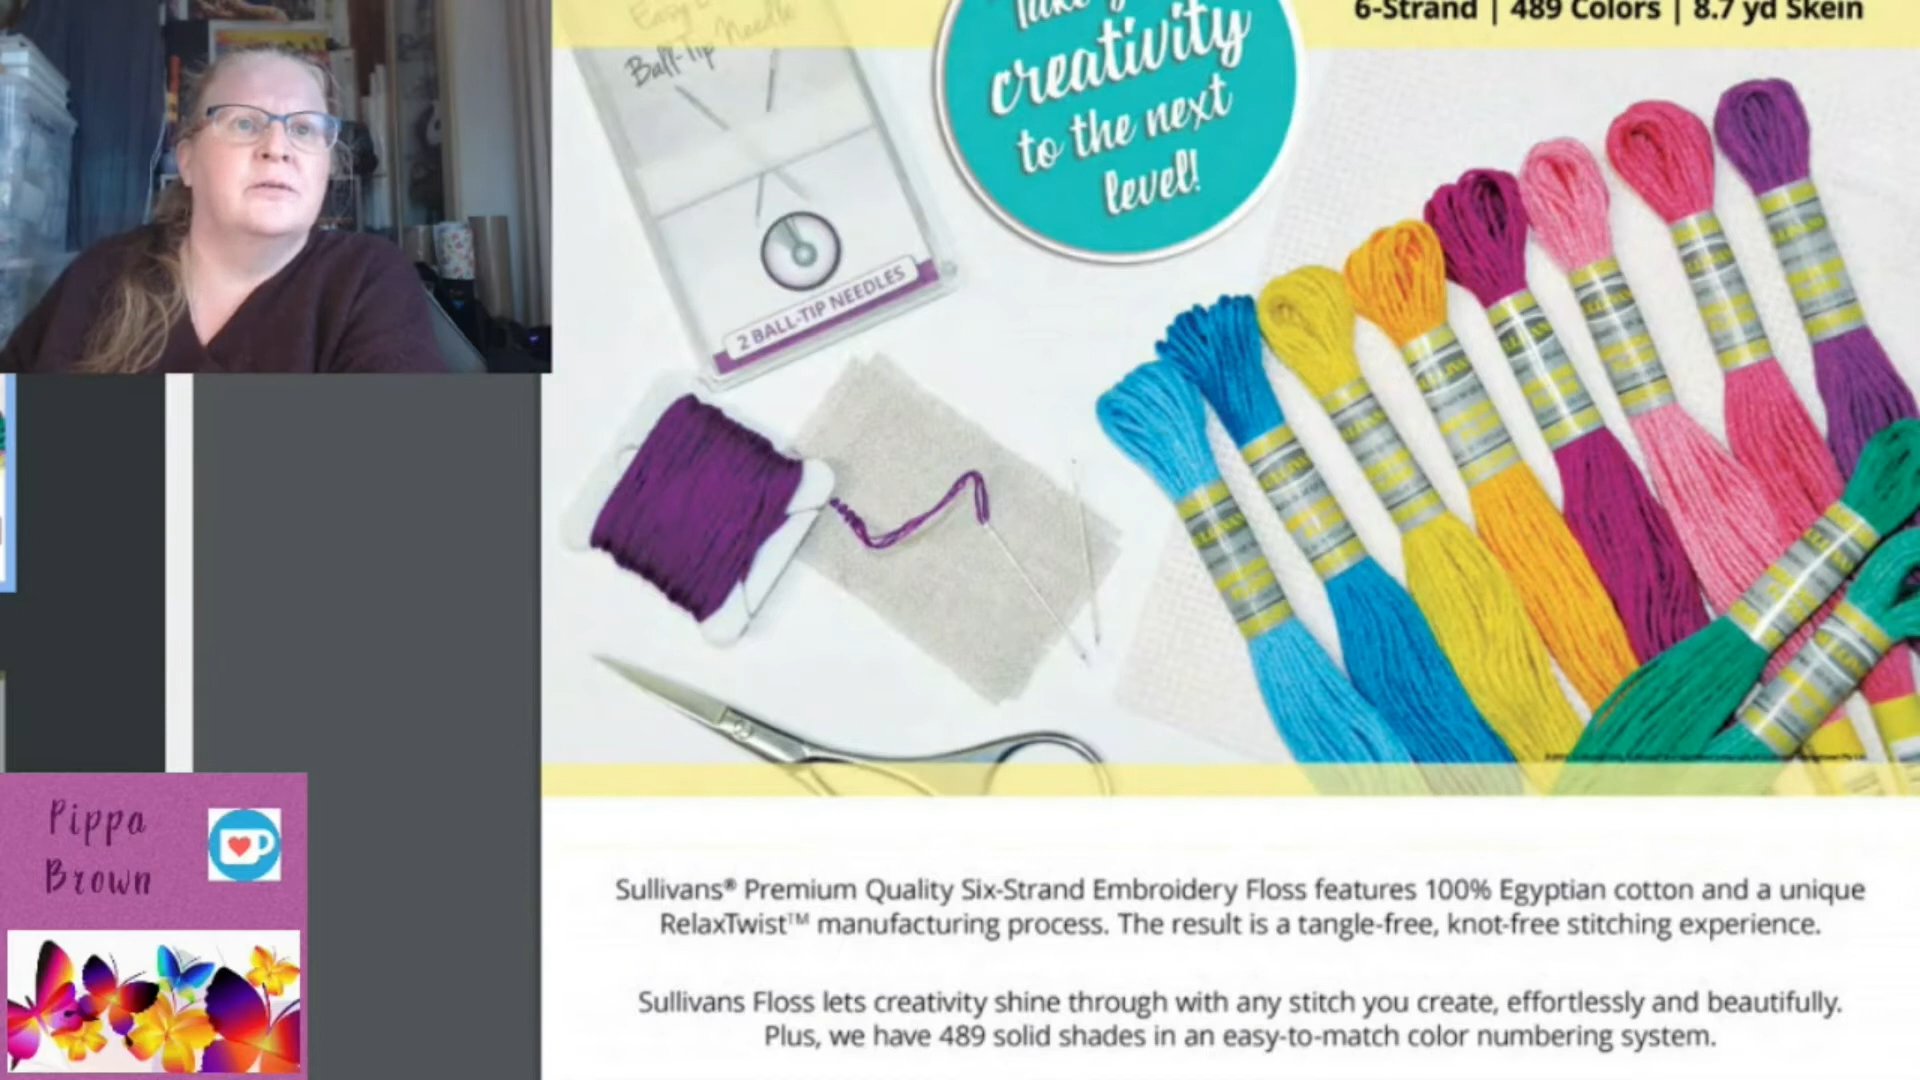 6-Strand | 489 Colors | 8.7 yd Skein
Needle
Ball-Tip
creativity
to the next
level!
2 BALL-TIP NEEDLES
Pippa
Brown
Sullivans® Premium Quality Six-Strand Embroidery Floss features 100% Egyptian cotton and a unique
RelaxTwist™ manufacturing process. The result is a tangle-free, knot-free stitching experience.
Sullivans Floss lets creativity shine through with any stitch you create, effortlessly and beautifully.
Plus, we have 489 solid shades in an easy-to-match color numbering system.